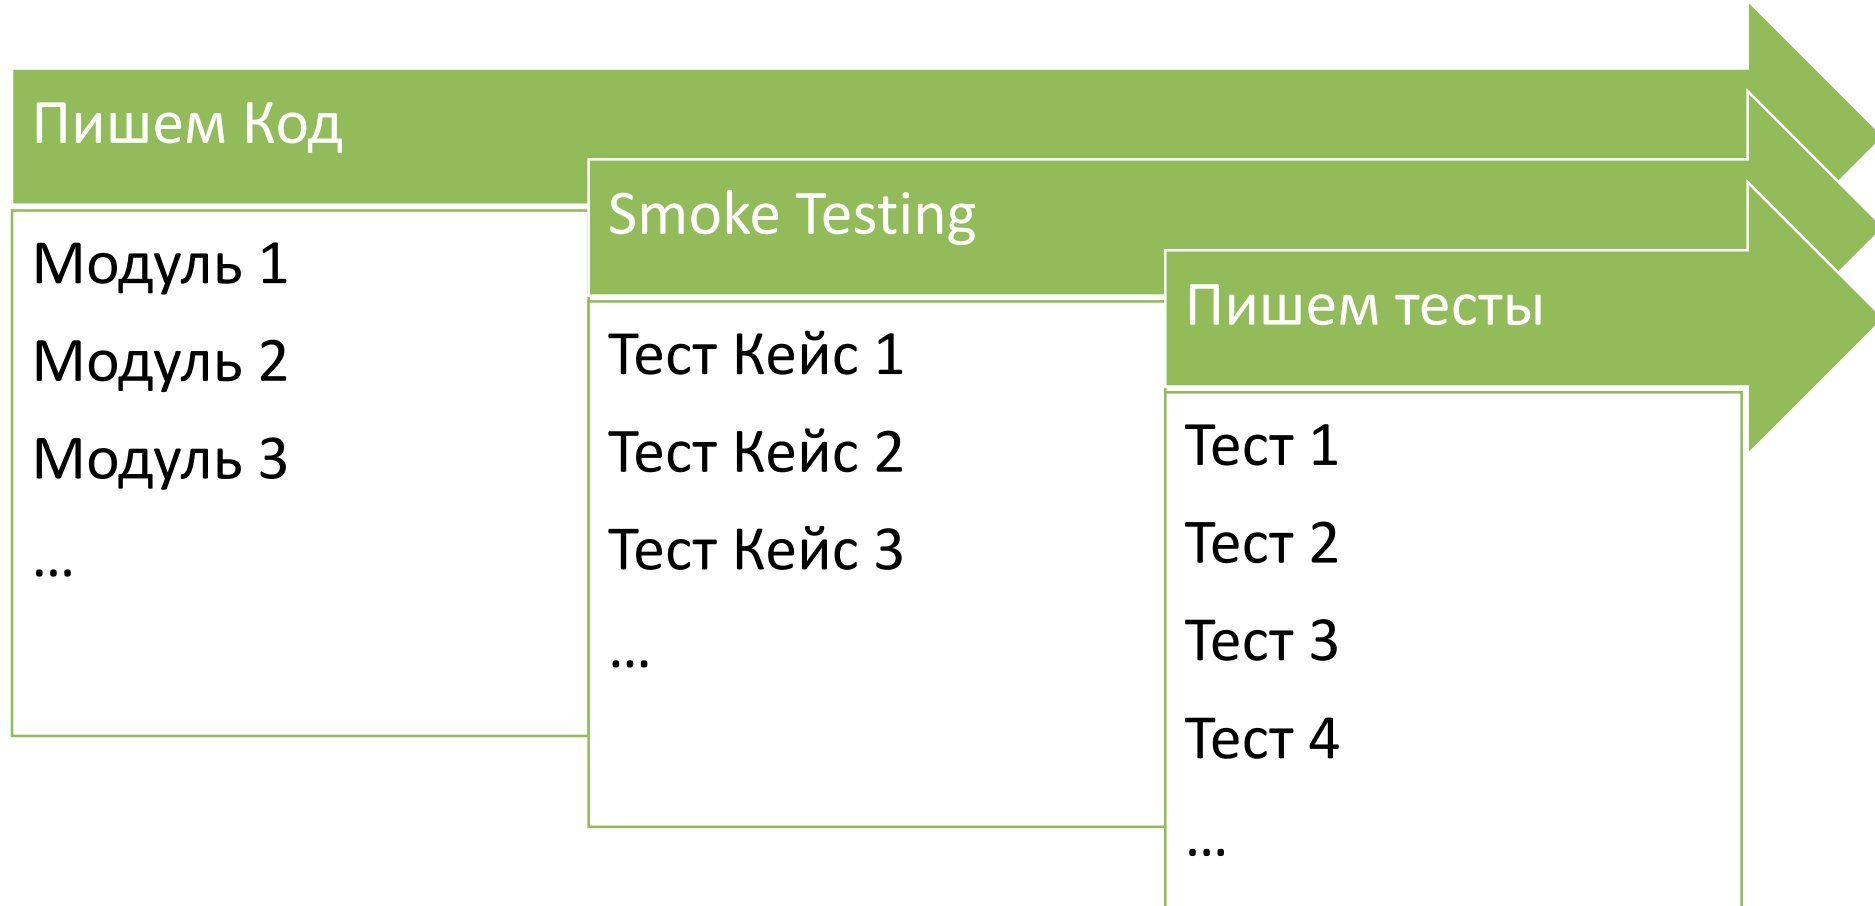 Пишем Код
Модуль 1
Модуль 2
Модуль 3
...
Smoke Testing
Тест Кейс 1
Тест Кейс 2
Тест Кейс 3
...
Пишем тесты
Тест 1
Тест 2
Тест 3
Тест 4
...